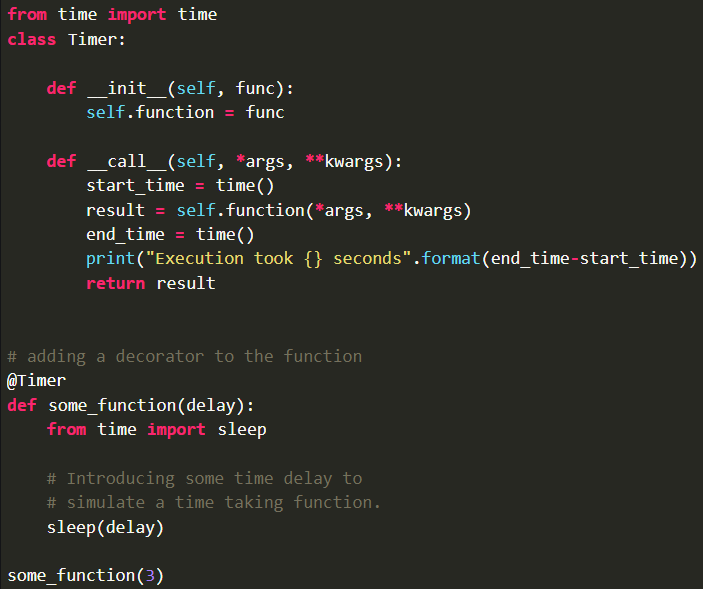 from time import time
class Timer:
    def __init__(self, func):
        self.function = func
    def __call__(self, *args, **kwargs):
        start_time = time()
        result = self.function(*args, **kwargs)
        end_time = time()
        print("Execution took {} seconds".format(end_time-start_time))
        return result
# adding a decorator to the function
@Timer
def some_function(delay):
    from time import sleep
    # Introducing some time delay to
    # simulate a time taking function.
    sleep(delay)
some_function(3)